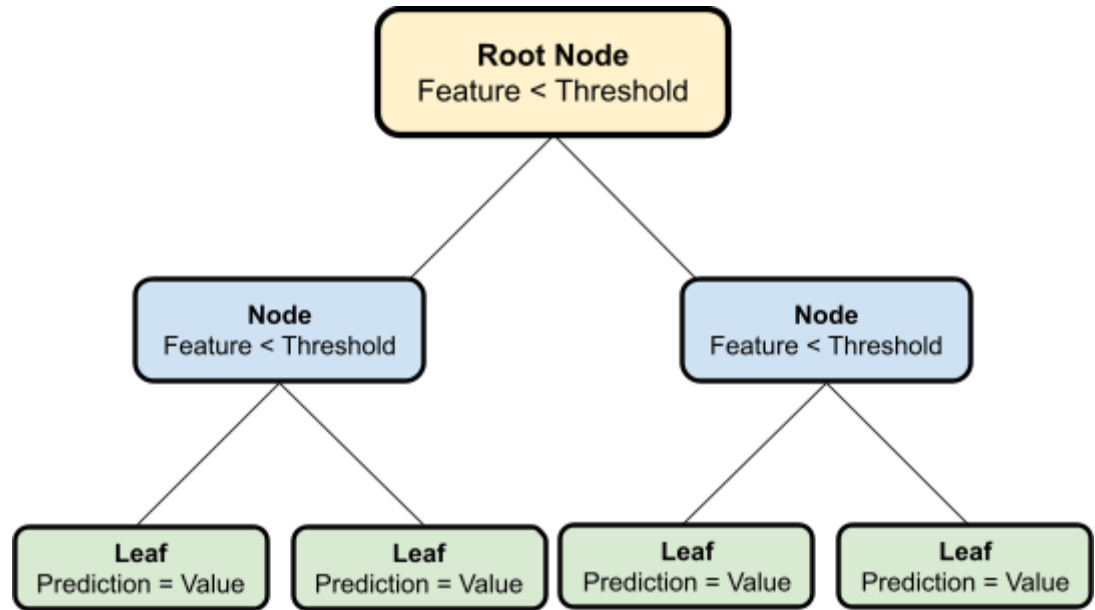 Root Node
Feature < Threshold
Node
Feature < Threshold
Node
Feature < Threshold
Leaf
Prediction = Value
Leaf
Prediction = Value
Leaf
Prediction = Value
Leaf
Prediction = Value